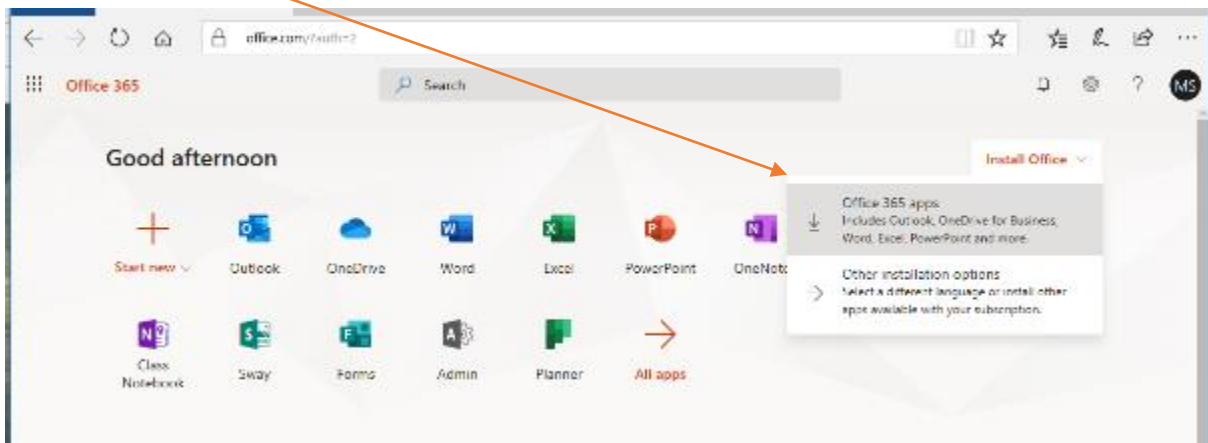 office.com/?auth=2
Office 365
Search
?
MS
Good afternoon
Install Office
Office 365 apps
Includes Outlook, OneDrive for Business,
Word, Excel, PowerPoint and more.
Other installation options
Select a different language or install other
apps available with your subscription.
Start new
Outlook
OneDrive
Word
Excel
PowerPoint
OneNote
Class
Notebook
Sway
Forms
Admin
Planner
All apps